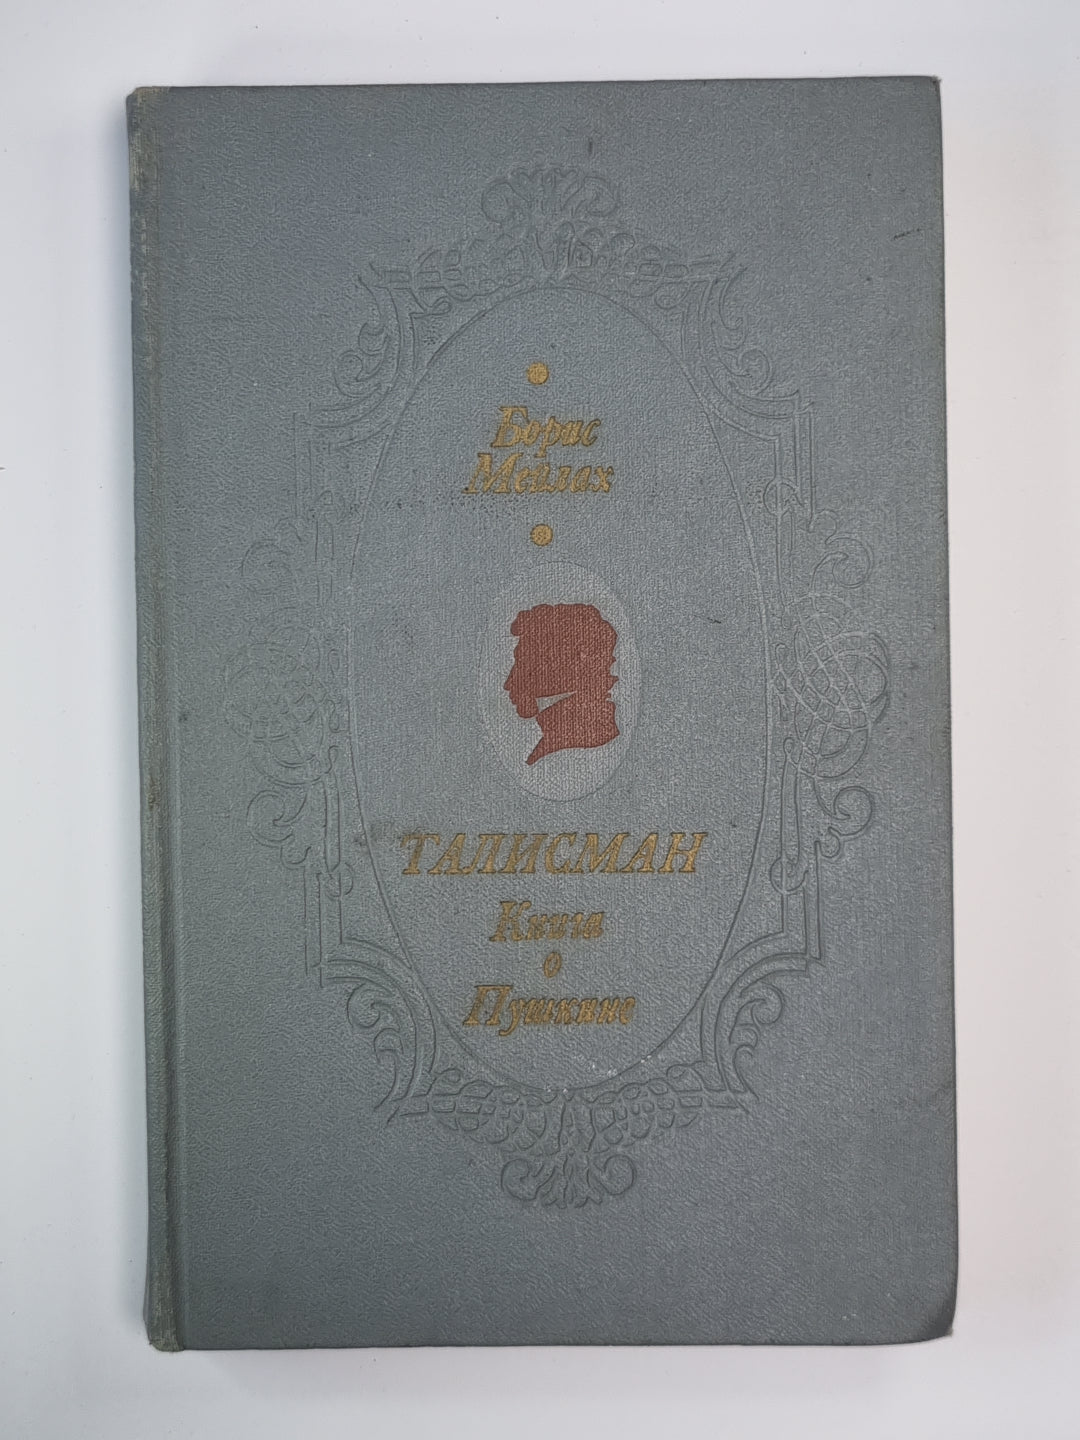 Борис
Мейлах
ТАЛИСМАН
Книга
о
Пушкине